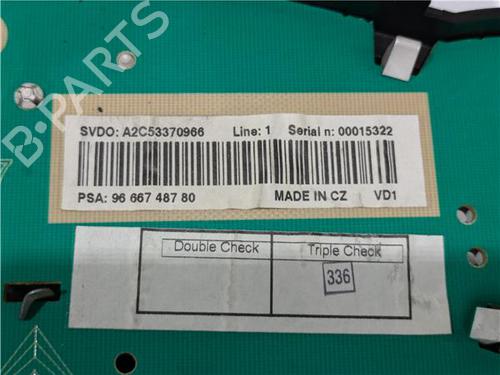 B-PARTS
SVDO: A2C53370966 Line: 1 Serial n: 00015322
PSA: 96 667 487 80 MADE IN CZ VD1
Double Check Triple Check
336